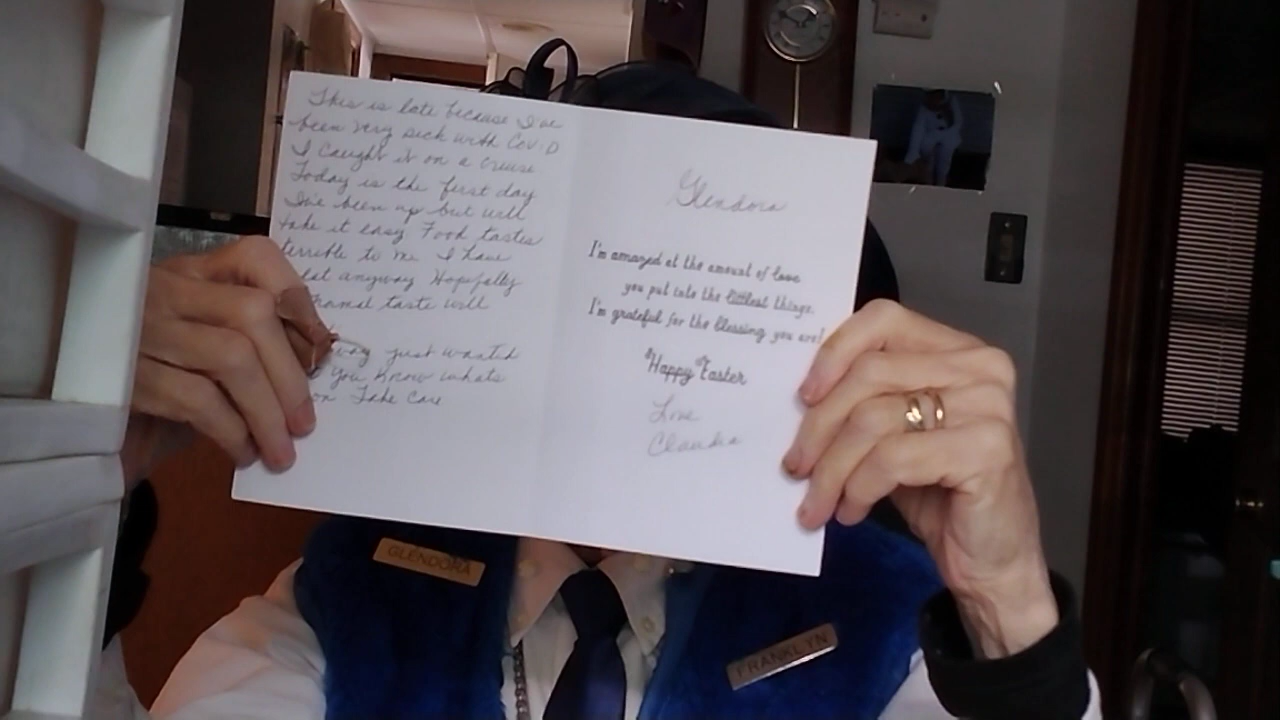 This is late because I've
been very sick with COVID
I caught it on a cruise
Today is the first day
I've been up but will
take it easy Food tastes
terrible to me I have
anyway Hopefully
taste will
just wanted
you know whats
on Take Care
Glendora
I'm amazed at the amount of love
you put into the littlest things.
I'm grateful for the blessing you are!
Happy Easter
Love
Claudia
GLENDORA
FRANKLYN